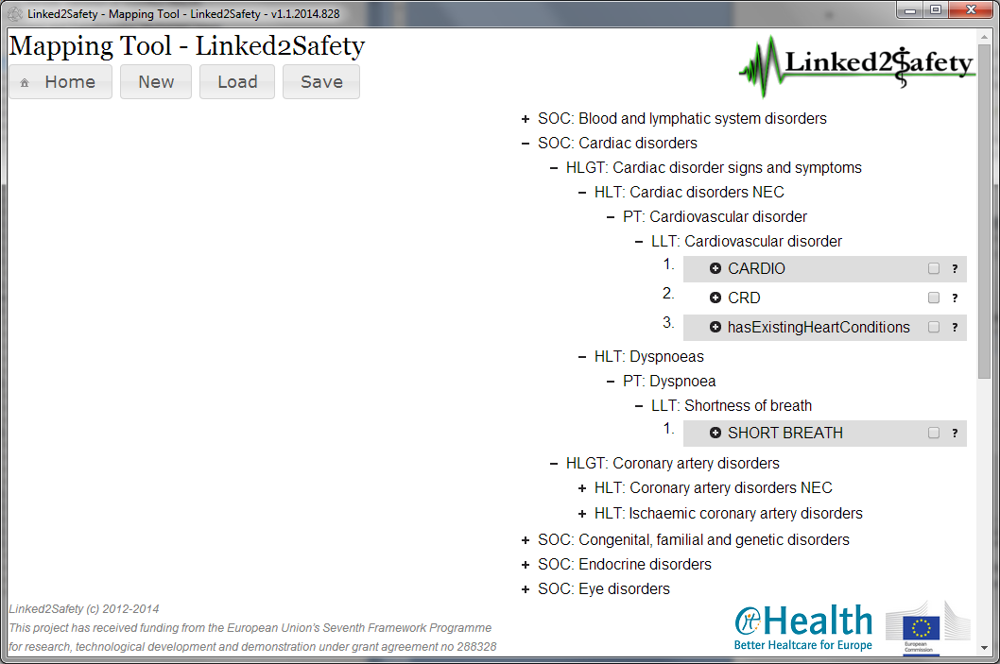 Linked2Safety - Mapping Tool - Linked2Safety - v1.1.2014.828
Mapping Tool - Linked2Safety
Linked2Safety
Home New Load Save
+ SOC: Blood and lymphatic system disorders
− SOC: Cardiac disorders
− HLGT: Cardiac disorder signs and symptoms
− HLT: Cardiac disorders NEC
− PT: Cardiovascular disorder
− LLT: Cardiovascular disorder
1. CARDIO ?
2. CRD ?
3. hasExistingHeartConditions ?
− HLT: Dyspnoeas
− PT: Dyspnoea
− LLT: Shortness of breath
1. SHORT BREATH ?
− HLGT: Coronary artery disorders
+ HLT: Coronary artery disorders NEC
+ HLT: Ischaemic coronary artery disorders
+ SOC: Congenital, familial and genetic disorders
+ SOC: Endocrine disorders
+ SOC: Eye disorders
Linked2Safety (c) 2012-2014
This project has received funding from the European Union's Seventh Framework Programme
for research, technological development and demonstration under grant agreement no 288328
eHealth
Better Healtcare for Europe
European
Commission